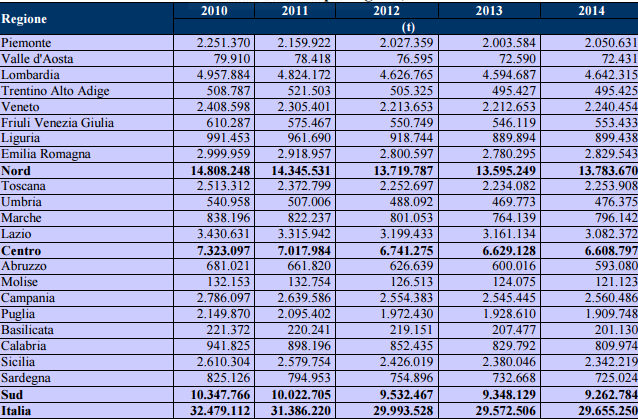 Regione 2010 2011 2012 2013 2014
(t)
Piemonte 2.251.370 2.159.922 2.027.359 2.003.584 2.050.631
Valle d'Aosta 79.910 78.418 76.595 72.590 72.431
Lombardia 4.957.884 4.824.172 4.626.765 4.594.687 4.642.315
Trentino Alto Adige 508.787 521.503 505.325 495.427 495.425
Veneto 2.408.598 2.305.401 2.213.653 2.212.653 2.240.454
Friuli Venezia Giulia 610.287 575.467 550.749 546.119 553.433
Liguria 991.453 961.690 918.744 889.894 899.438
Emilia Romagna 2.999.959 2.918.957 2.800.597 2.780.295 2.829.543
Nord 14.808.248 14.345.531 13.719.787 13.595.249 13.783.670
Toscana 2.513.312 2.372.799 2.252.697 2.234.082 2.253.908
Umbria 540.958 507.006 488.092 469.773 476.375
Marche 838.196 822.237 801.053 764.139 796.142
Lazio 3.430.631 3.315.942 3.199.433 3.161.134 3.082.372
Centro 7.323.097 7.017.984 6.741.275 6.629.128 6.608.797
Abruzzo 681.021 661.820 626.639 600.016 593.080
Molise 132.153 132.754 126.513 124.075 121.123
Campania 2.786.097 2.639.586 2.554.383 2.545.445 2.560.486
Puglia 2.149.870 2.095.402 1.972.430 1.928.610 1.909.748
Basilicata 221.372 220.241 219.151 207.477 201.130
Calabria 941.825 898.196 852.435 829.792 809.974
Sicilia 2.610.304 2.579.754 2.426.019 2.380.046 2.342.219
Sardegna 825.126 794.953 754.896 732.668 725.024
Sud 10.347.766 10.022.705 9.532.467 9.348.129 9.262.784
Italia 32.479.112 31.386.220 29.993.528 29.572.506 29.655.250